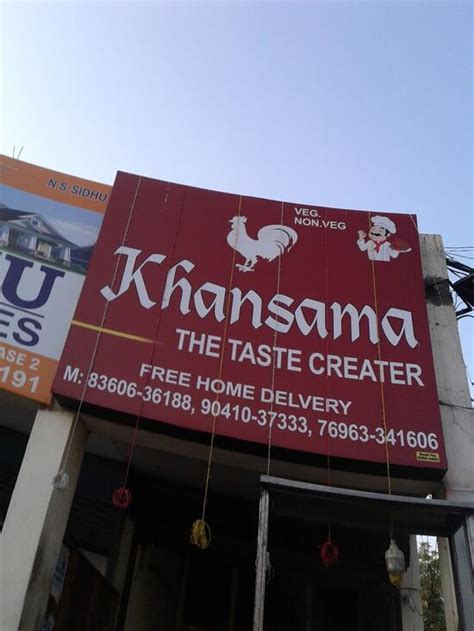 N.S.SIDHU
U
ES
ASE 2
191
VEG.
NON.VEG
Khansama
THE TASTE CREATER
FREE HOME DELVERY
M: 83606-36188, 90410-37333, 76963-341606